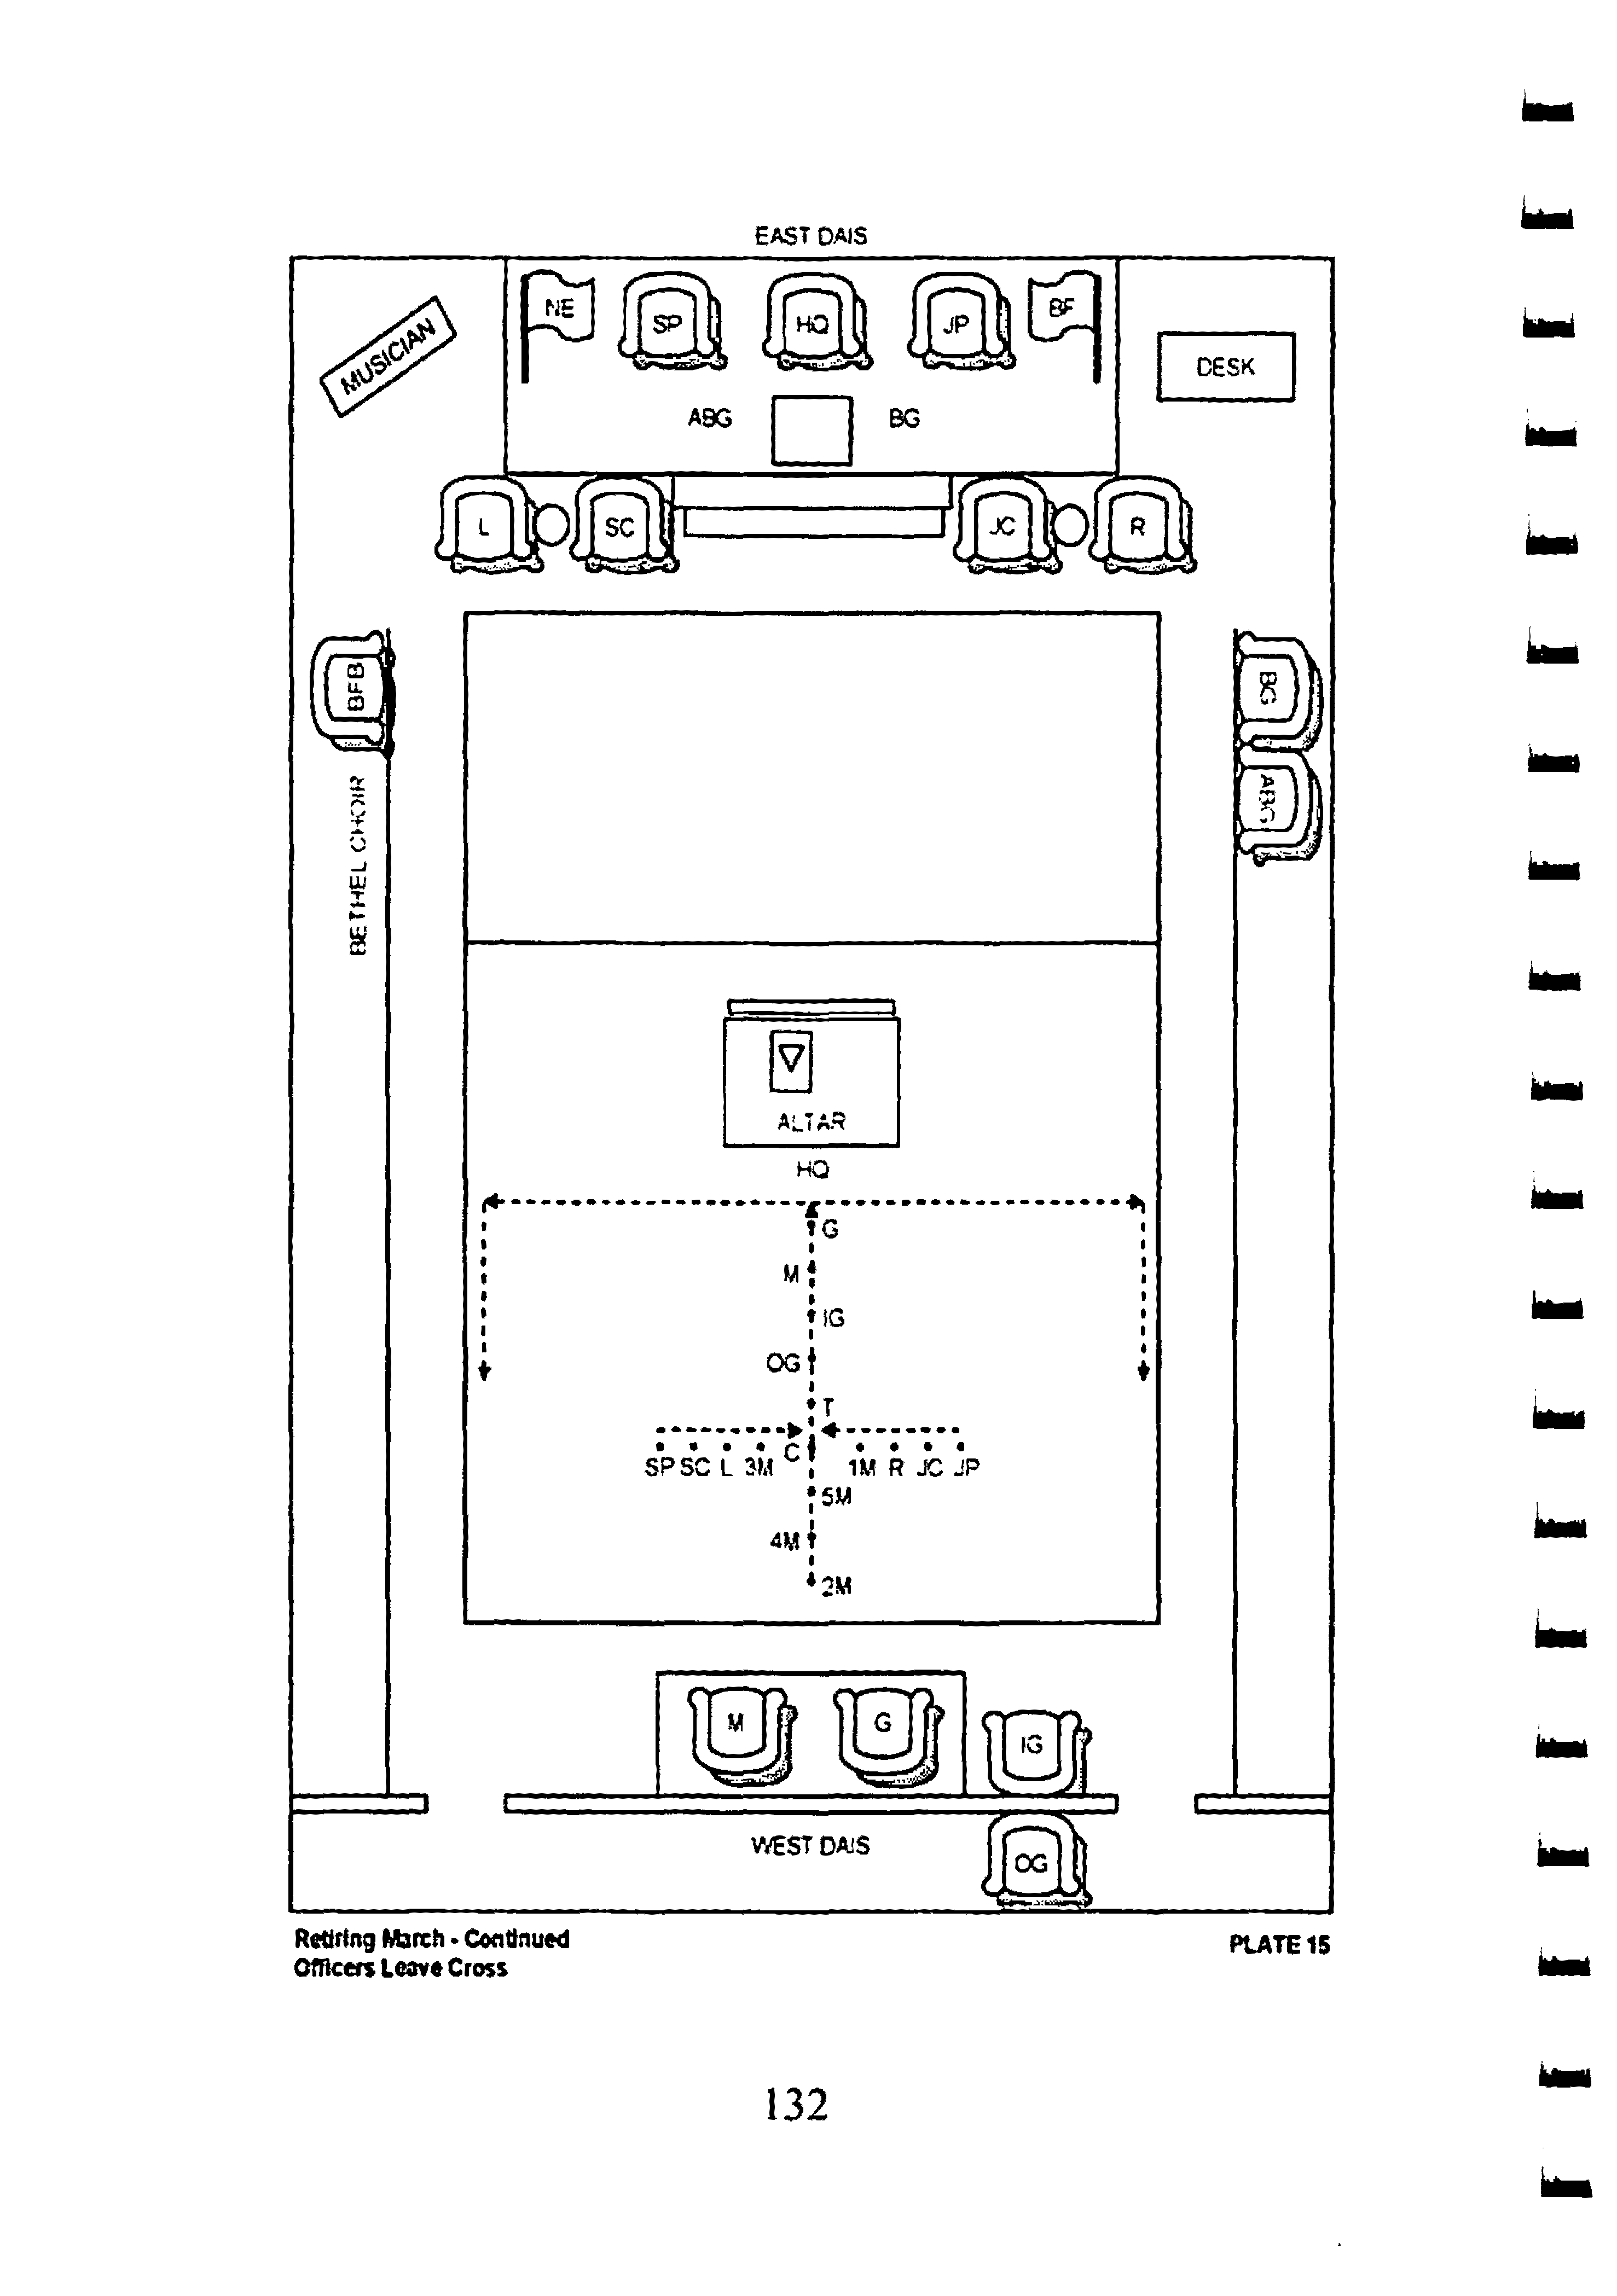 EAST DAIS
NE
SP
HQ
JP
BF
MUSICIAN
DESK
ABG
BG
L
SC
JC
R
BFB
BG
ABG
BETHEL CHOIR
ALTAR
HQ
G
M
IG
OG
T
C
SP SC L 3M
1M R JC JP
5M
4M
2M
M
G
IG
WEST DAIS
OG
Retiring March - Continued
Officers Leave Cross
PLATE 15
132